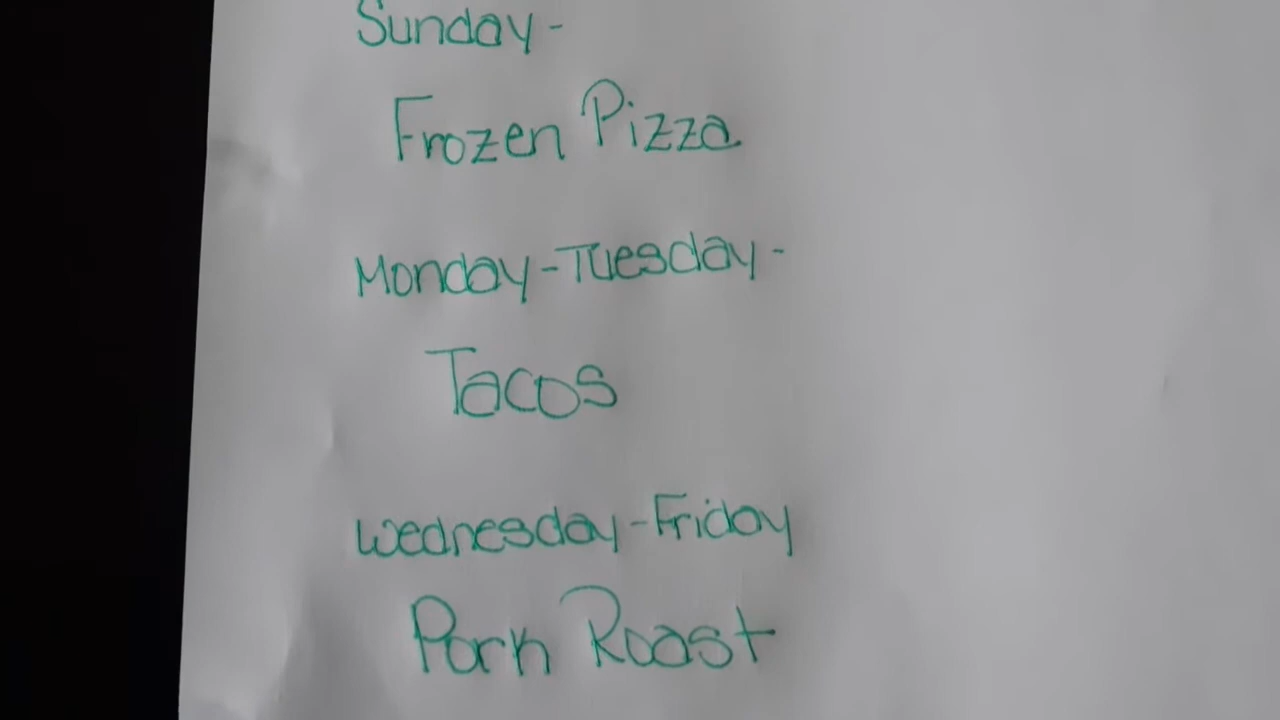 Sunday-
Frozen Pizza
Monday-Tuesday-
Tacos
Wednesday-Friday
Pork Roast